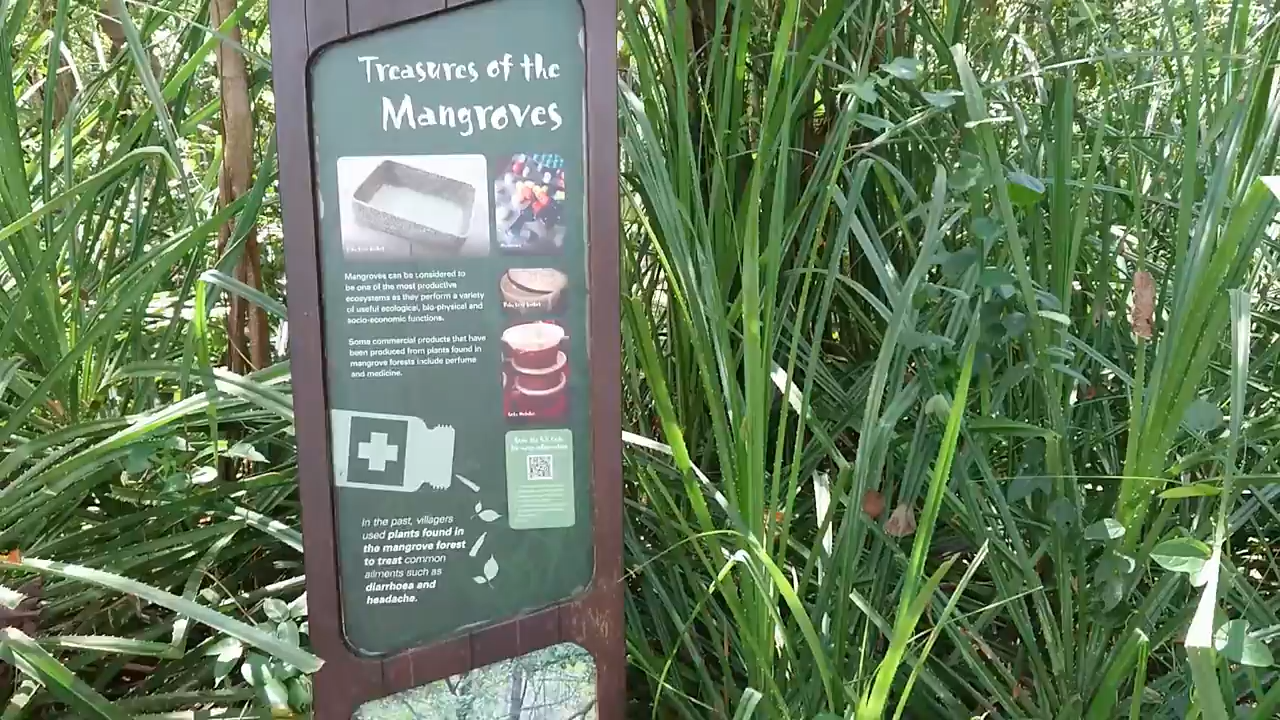 Treasures of the
Mangroves
Mangroves can be considered to
be one of the most productive
ecosystems as they perform a variety
of useful ecological, bio-physical and
socio-economic functions.
Some commercial products that have
been produced from plants found in
mangrove forests include perfume
and medicine.
In the past, villagers
used plants found in
the mangrove forest
to treat common
ailments such as
diarrhoea and
headache.